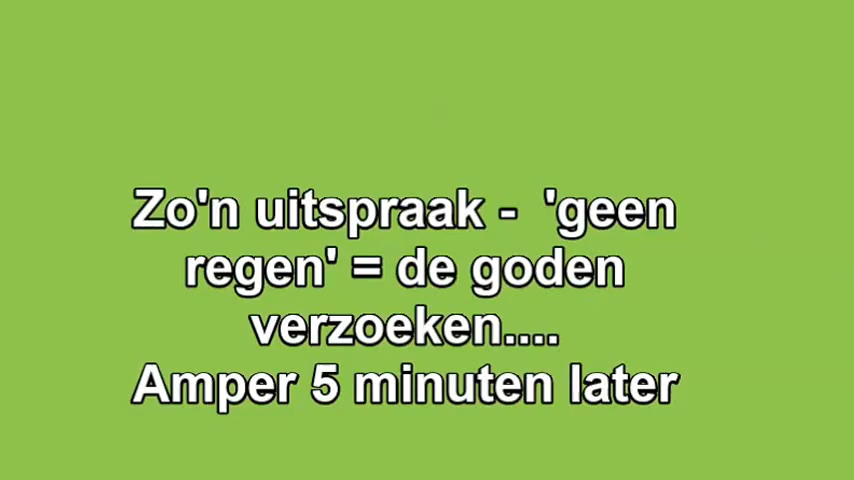 Zo'n uitspraak -  'geen
regen' = de goden
verzoeken....
Amper 5 minuten later